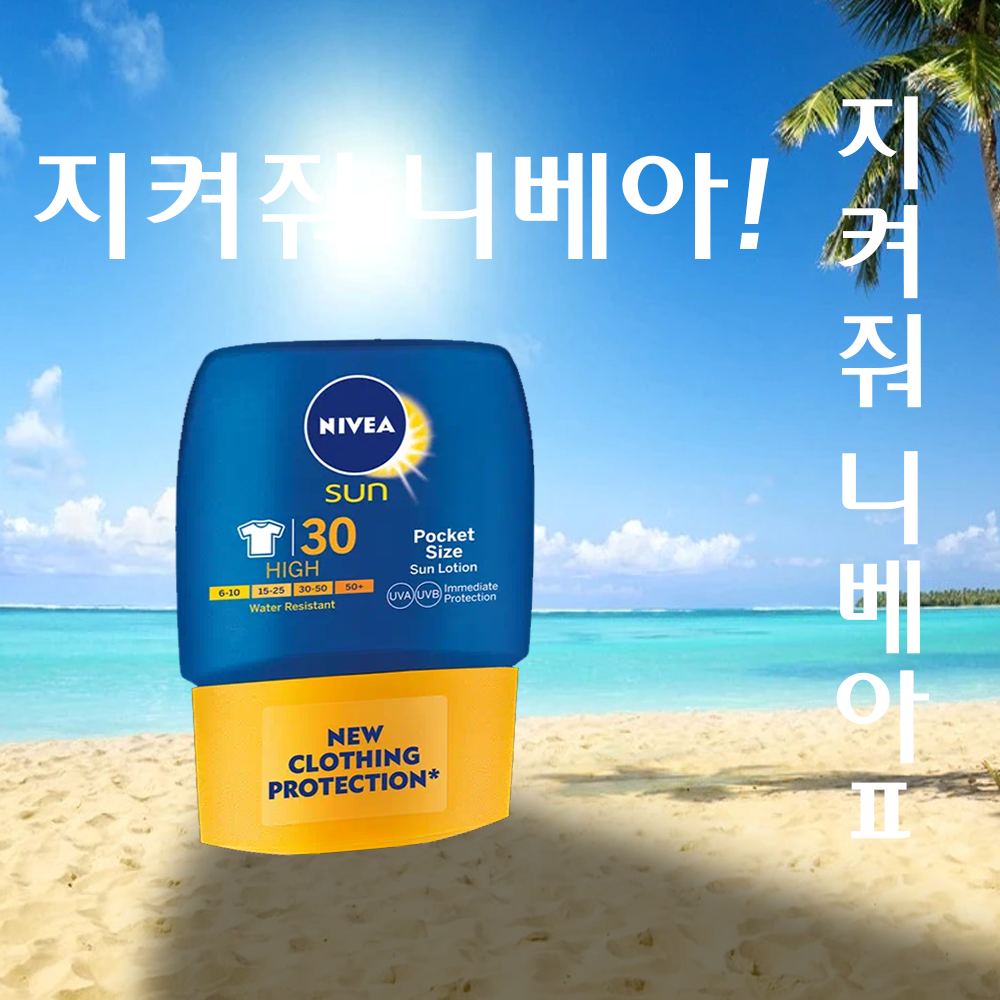 지켜줘 니베아!
지켜줘 니베아ㅍ
NIVEA
SUN
30
HIGH
6-10 15-25 30-50 50+
Water Resistant
Pocket
Size
Sun Lotion
UVA UVB Immediate
Protection
NEW
CLOTHING
PROTECTION*